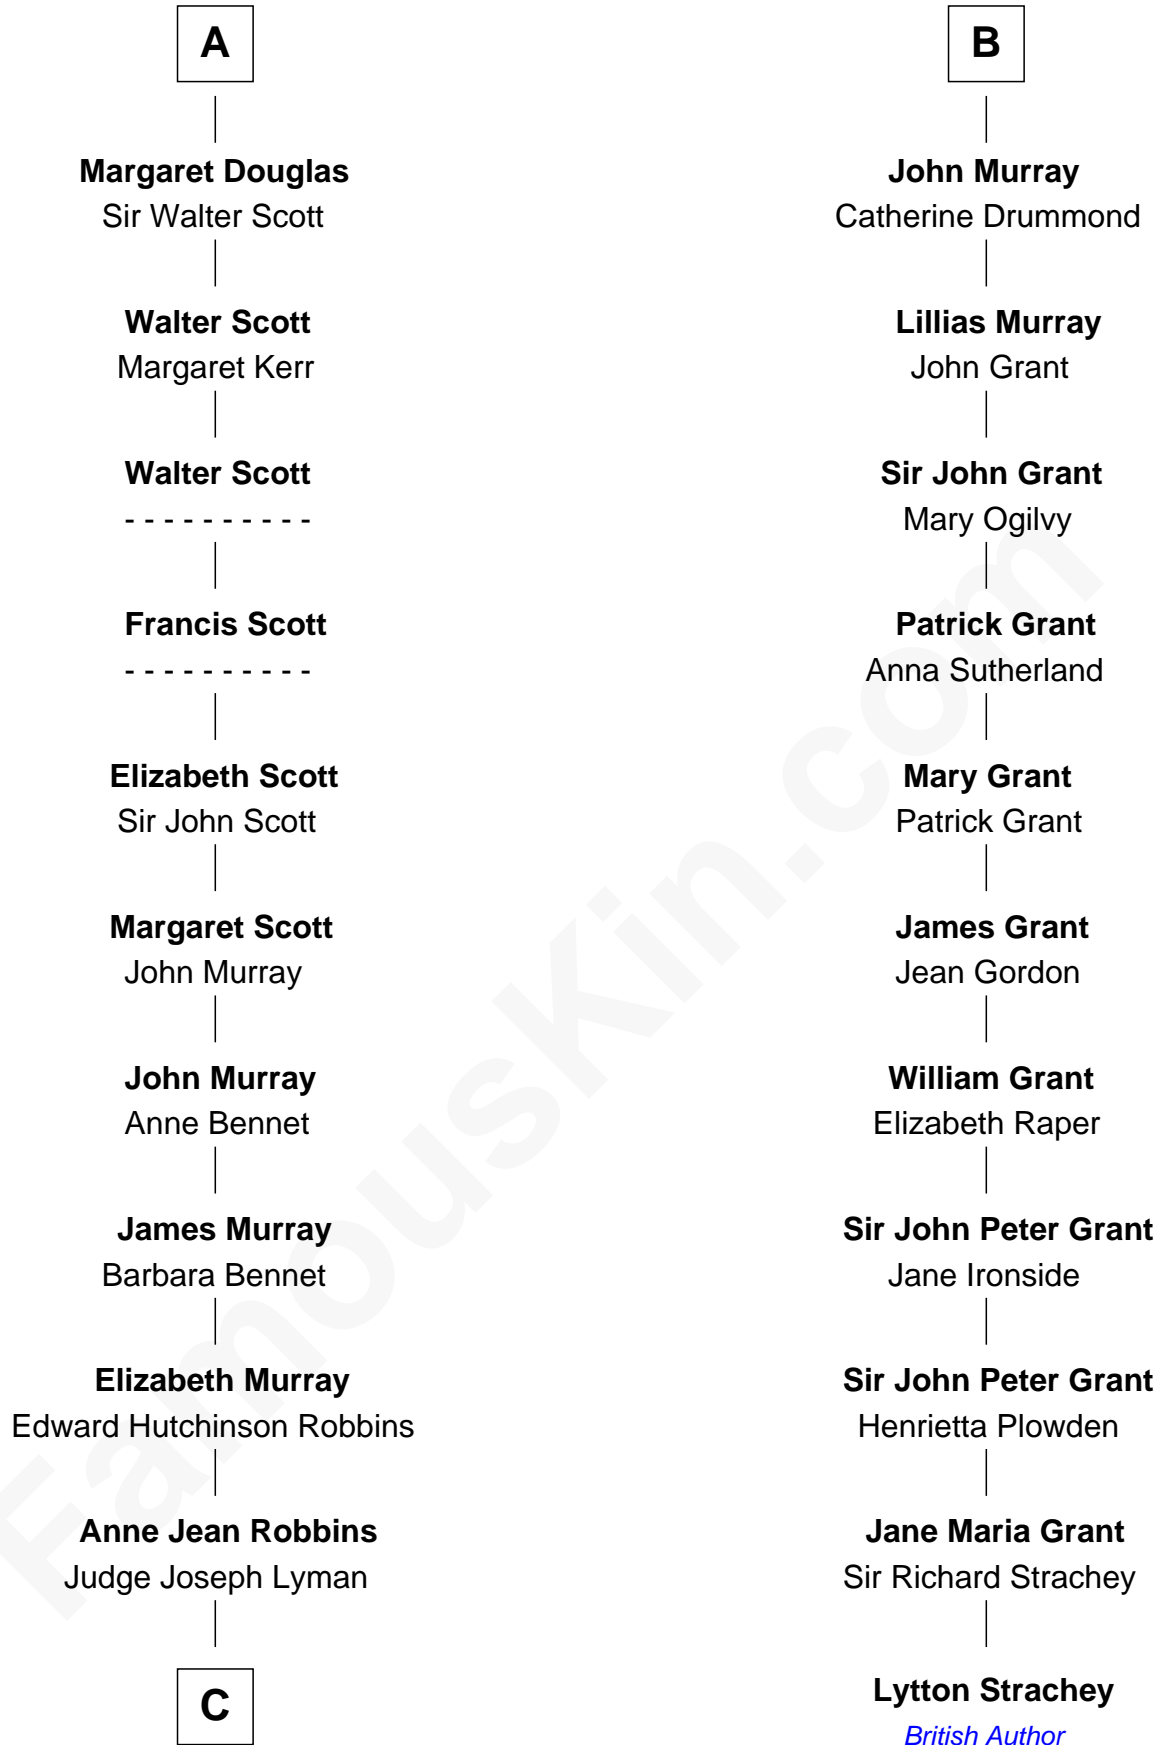 A
Margaret Douglas
Sir Walter Scott
Walter Scott
Margaret Kerr
Walter Scott
- - - - - - - - - -
Francis Scott
- - - - - - - - - -
Elizabeth Scott
Sir John Scott
Margaret Scott
John Murray
John Murray
Anne Bennet
James Murray
Barbara Bennet
Elizabeth Murray
Edward Hutchinson Robbins
Anne Jean Robbins
Judge Joseph Lyman
C
B
John Murray
Catherine Drummond
Lillias Murray
John Grant
Sir John Grant
Mary Ogilvy
Patrick Grant
Anna Sutherland
Mary Grant
Patrick Grant
James Grant
Jean Gordon
William Grant
Elizabeth Raper
Sir John Peter Grant
Jane Ironside
Sir John Peter Grant
Henrietta Plowden
Jane Maria Grant
Sir Richard Strachey
Lytton Strachey
British Author
FamousKin.com